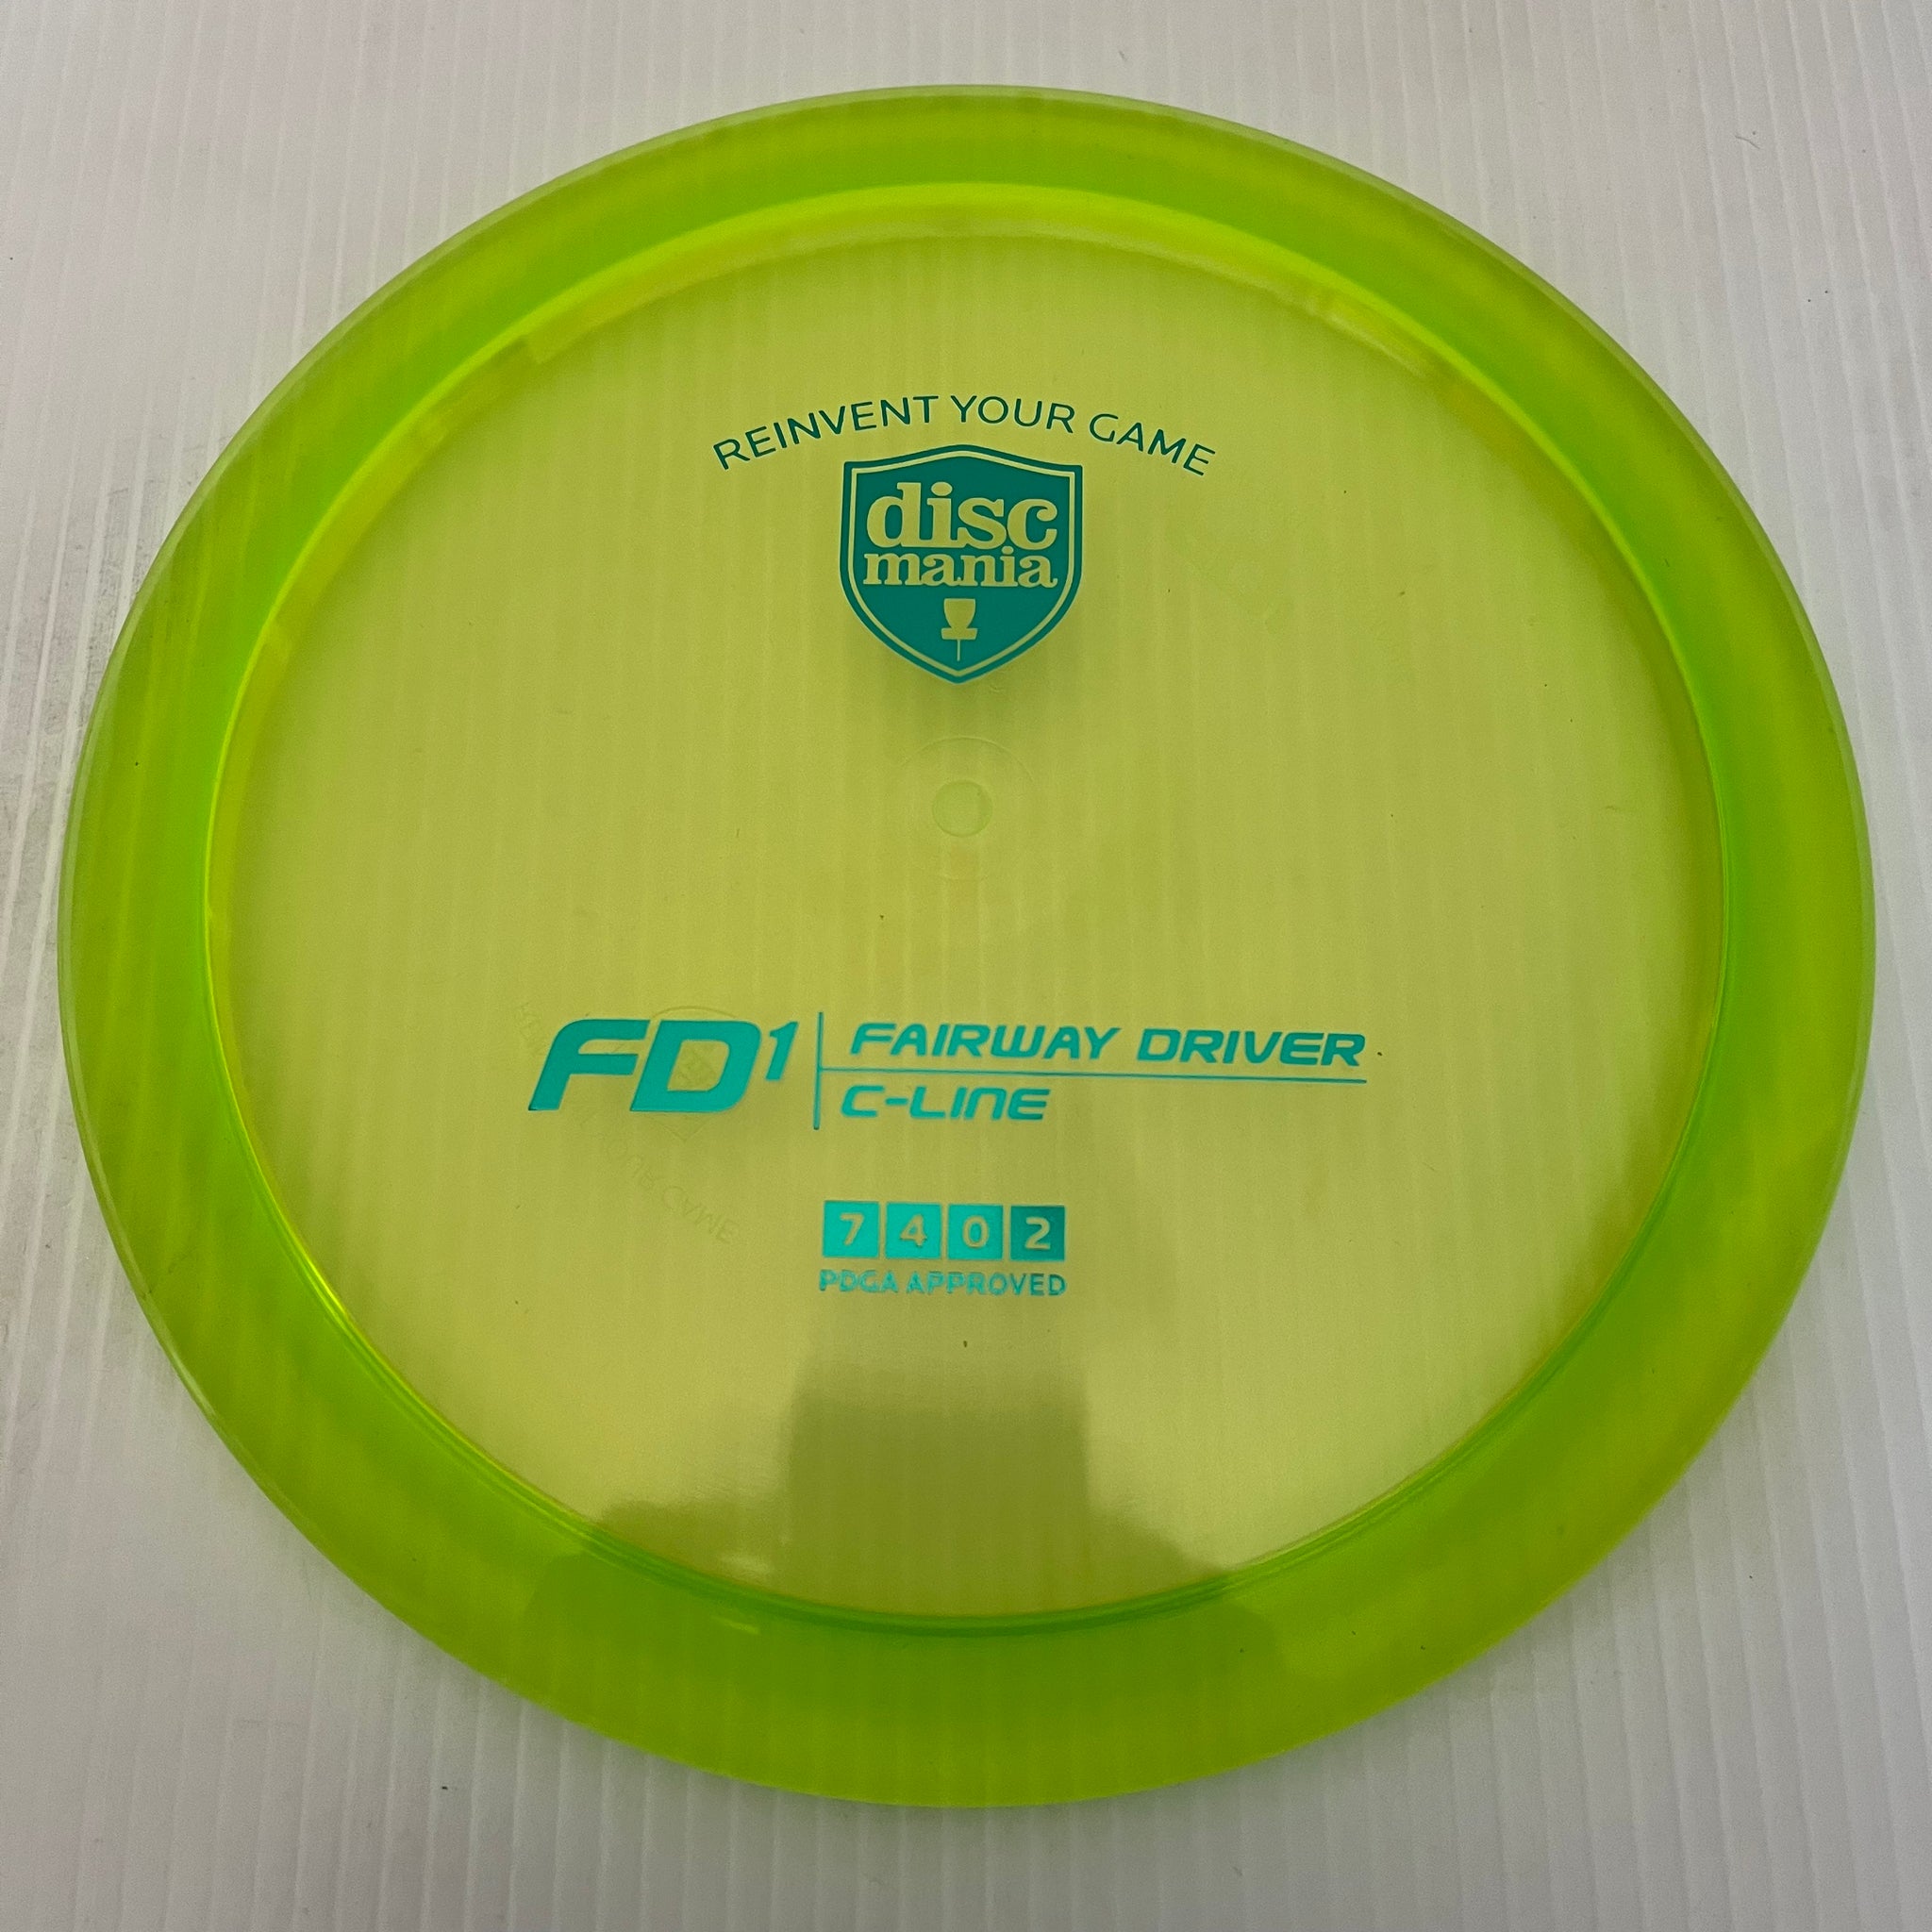 REINVENT YOUR GAME
disc
mania
FD1
FAIRWAY DRIVER
C-LINE
7 4 0 2
PDGA APPROVED